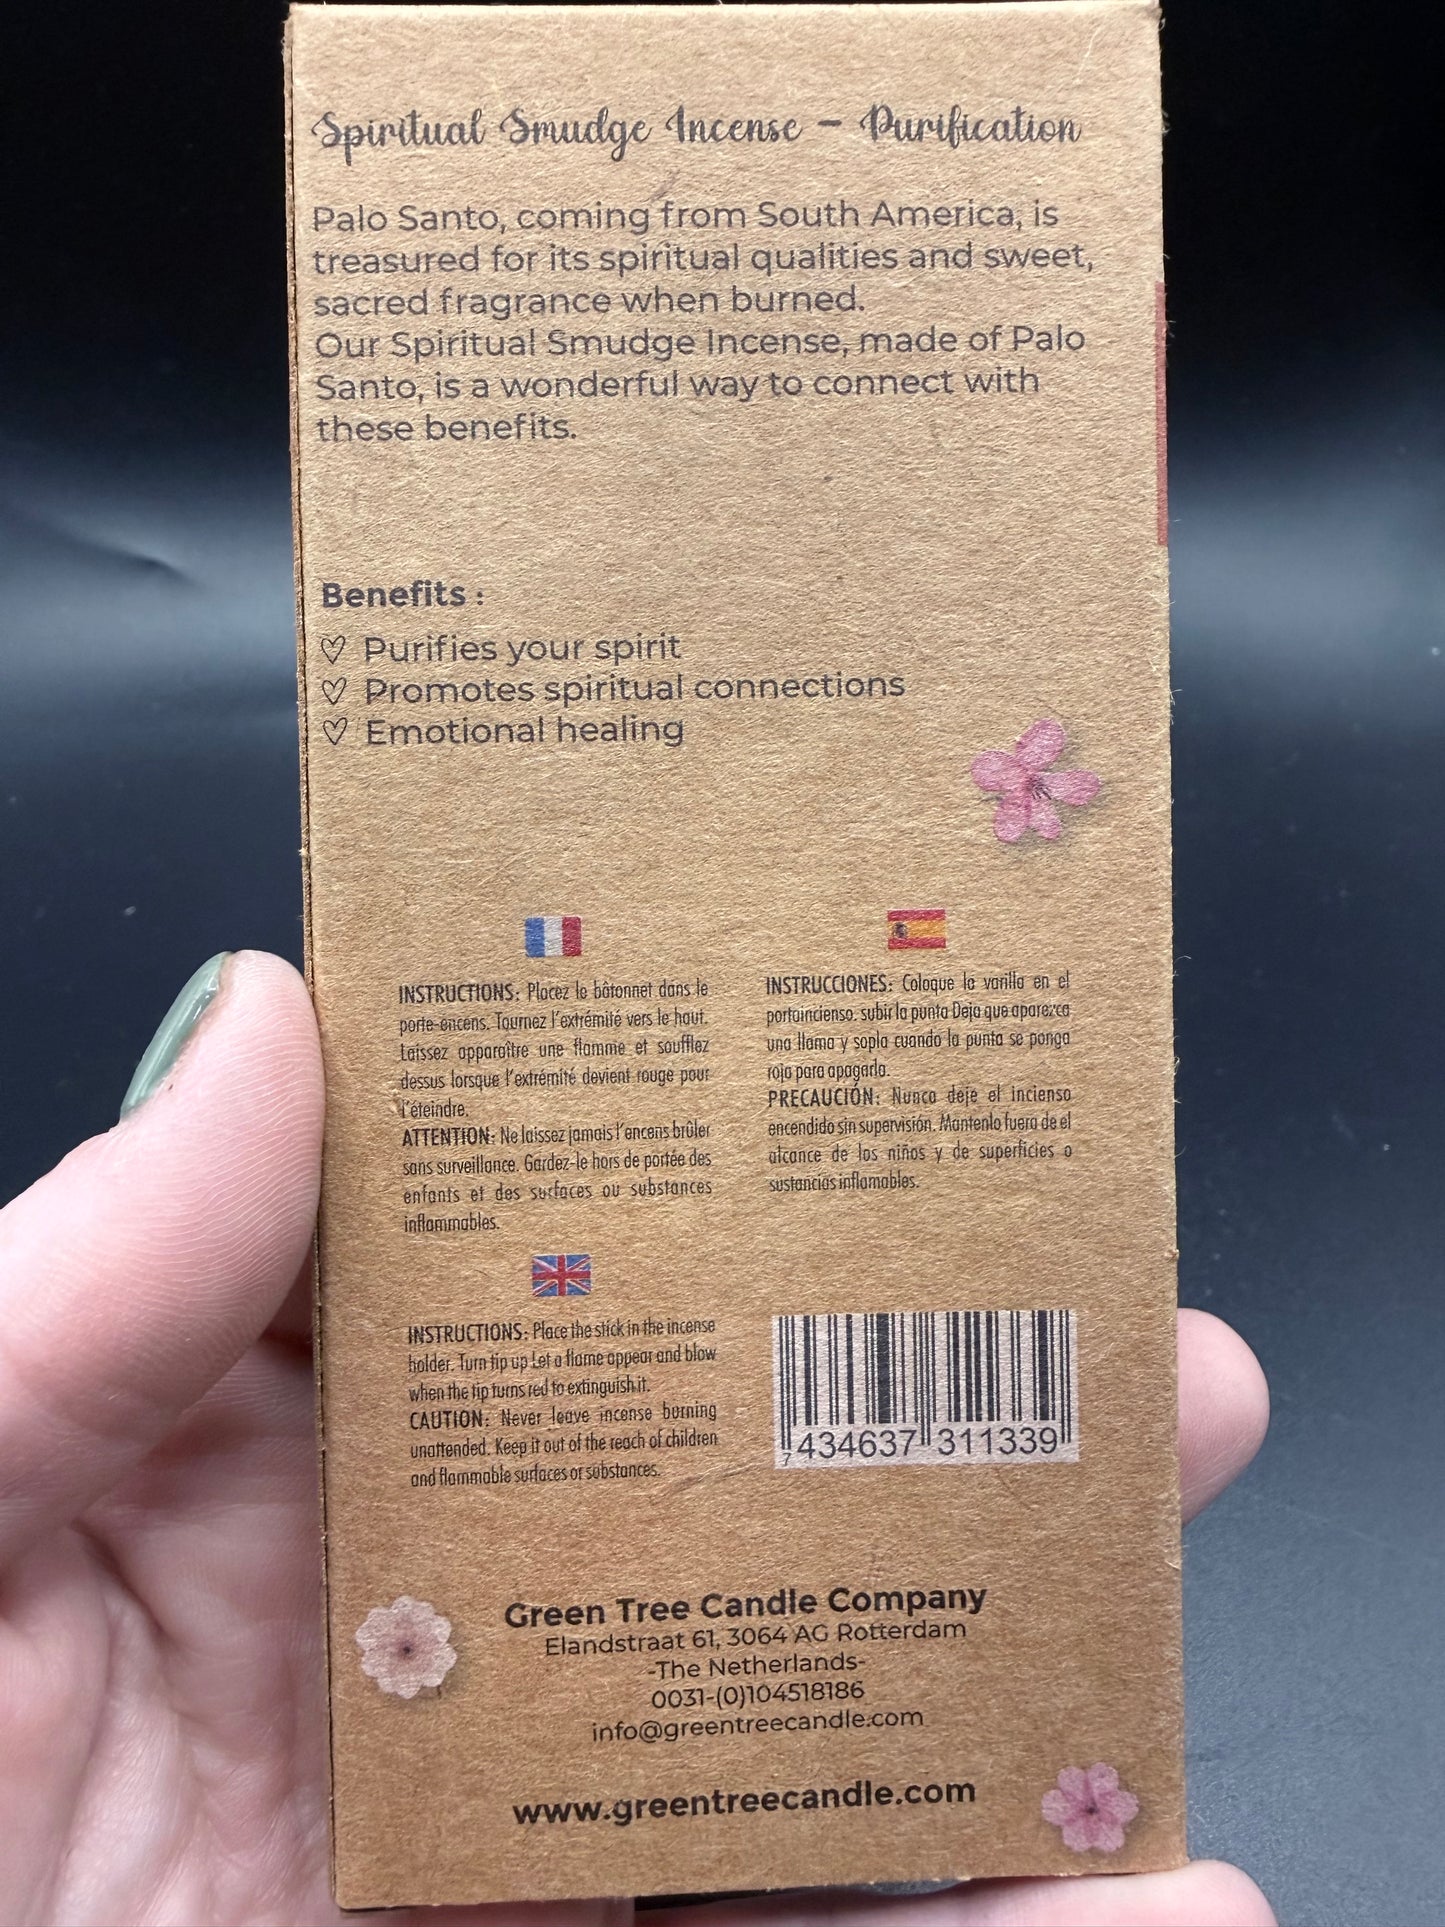 Spiritual Smudge Incense - Purification
Palo Santo, coming from South America, is
treasured for its spiritual qualities and sweet,
sacred fragrance when burned.
Our Spiritual Smudge Incense, made of Palo
Santo, is a wonderful way to connect with
these benefits.
Benefits :
♡ Purifies your spirit
♡ Promotes spiritual connections
♡ Emotional healing
INSTRUCTIONS: Placez le bâtonnet dans le
porte-encens. Tournez l'extrémité vers le haut.
Laissez apparaître une flamme et soufflez
dessus lorsque l'extrémité devient rouge pour
l'éteindre.
ATTENTION: Ne laissez jamais l'encens brûler
sans surveillance. Gardez-le hors de portée des
enfants et des surfaces ou substances
inflammables.
INSTRUCCIONES: Coloque la varilla en el
portaincienso. subir la punta Deja que aparezca
una llama y sopla cuando la punta se ponga
roja para apagarla.
PRECAUCIÓN: Nunca deje el incienso
encendido sin supervisión. Mantenlo fuera de el
alcance de los niños y de superficies o
sustancias inflamables.
INSTRUCTIONS: Place the stick in the incense
holder. Turn tip up Let a flame appear and blow
when the tip turns red to extinguish it.
CAUTION: Never leave incense burning
unattended. Keep it out of the reach of children
and flammable surfaces or substances.
7 434637 311339
Green Tree Candle Company
Elandstraat 61, 3064 AG Rotterdam
-The Netherlands-
0031-(0)104518186
info@greentreecandle.com
www.greentreecandle.com